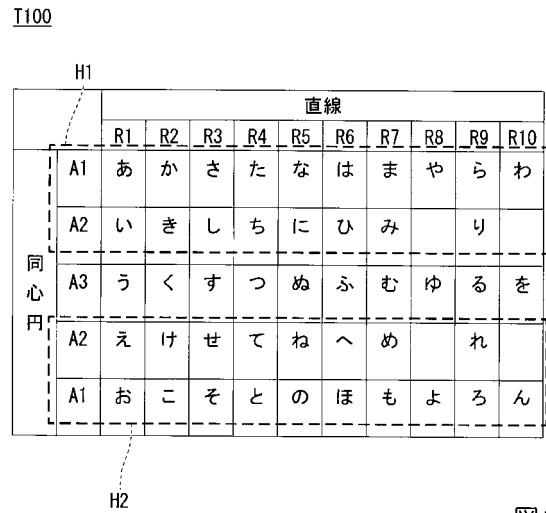 T100
H1
直線
R1 R2 R3 R4 R5 R6 R7 R8 R9 R10
同心円
A1 あ か さ た な は ま や ら わ
A2 い き し ち に ひ み り
A3 う く す つ ぬ ふ む ゆ る を
A2 え け せ て ね へ め れ
A1 お こ そ と の ほ も よ ろ ん
H2